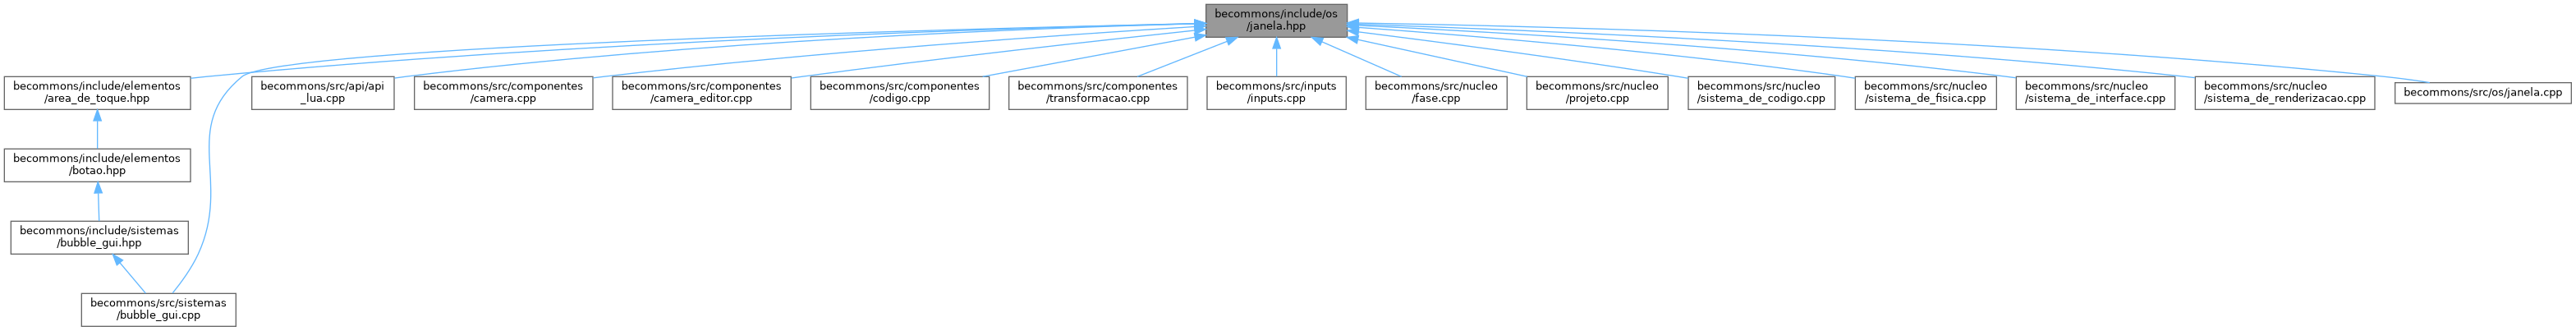 becommons/include/os
/janela.hpp
becommons/include/elementos
/area_de_toque.hpp
becommons/src/api/api
_lua.cpp
becommons/src/componentes
/camera.cpp
becommons/src/componentes
/camera_editor.cpp
becommons/src/componentes
/codigo.cpp
becommons/src/componentes
/transformacao.cpp
becommons/src/inputs
/inputs.cpp
becommons/src/nucleo
/fase.cpp
becommons/src/nucleo
/projeto.cpp
becommons/src/nucleo
/sistema_de_codigo.cpp
becommons/src/nucleo
/sistema_de_fisica.cpp
becommons/src/nucleo
/sistema_de_interface.cpp
becommons/src/nucleo
/sistema_de_renderizacao.cpp
becommons/src/os/janela.cpp
becommons/include/elementos
/botao.hpp
becommons/include/sistemas
/bubble_gui.hpp
becommons/src/sistemas
/bubble_gui.cpp